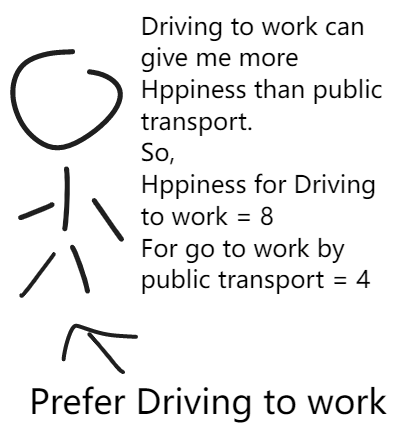 Driving to work can
give me more
Hppiness than public
transport.
So,
Hppiness for Driving
to work = 8
For go to work by
public transport = 4
Prefer Driving to work